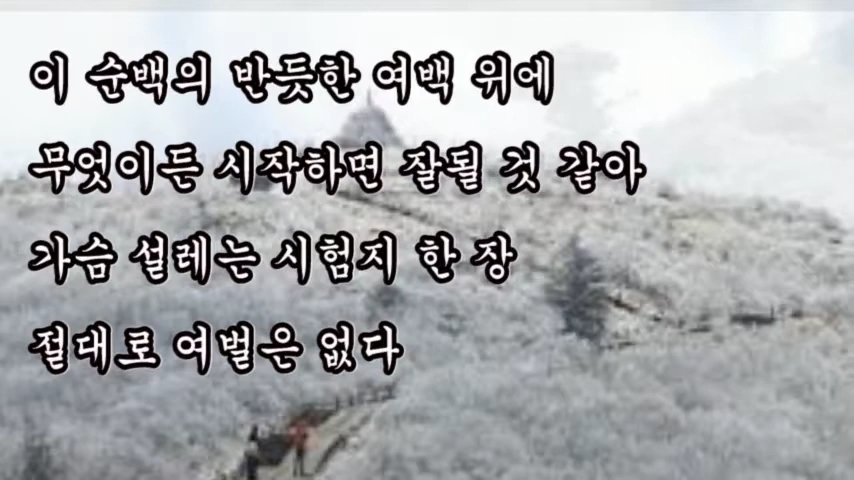 이 순백의 반듯한 여백 위에
무엇이든 시작하면 잘될 것 같아
가슴 설레는 시험지 한 장
절대로 여벌은 없다